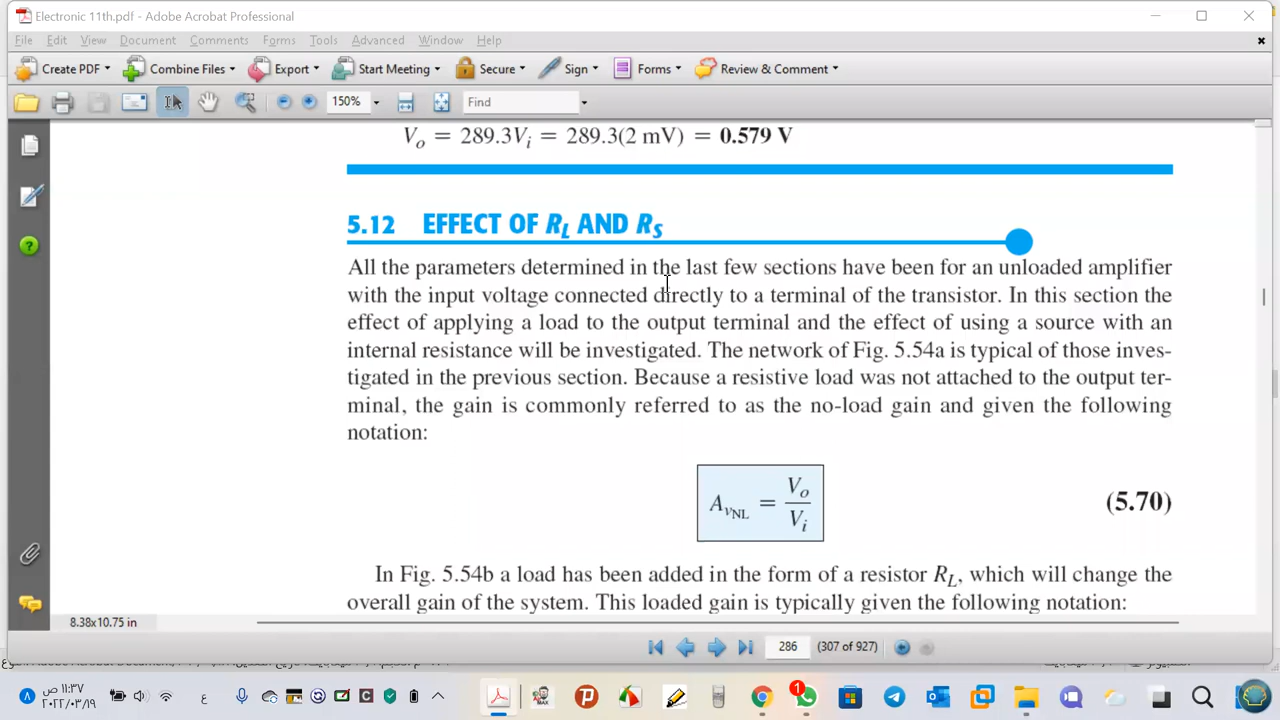 Electronic 11th.pdf - Adobe Acrobat Professional
File Edit View Document Comments Forms Tools Advanced Window Help
Create PDF Combine Files Export Start Meeting Secure Sign Forms Review & Comment
150% Find
Vo = 289.3Vi = 289.3(2 mV) = 0.579 V
5.12 EFFECT OF RL AND RS
All the parameters determined in the last few sections have been for an unloaded amplifier
with the input voltage connected directly to a terminal of the transistor. In this section the
effect of applying a load to the output terminal and the effect of using a source with an
internal resistance will be investigated. The network of Fig. 5.54a is typical of those inves-
tigated in the previous section. Because a resistive load was not attached to the output ter-
minal, the gain is commonly referred to as the no-load gain and given the following
notation:
AvNL = Vo / Vi (5.70)
In Fig. 5.54b a load has been added in the form of a resistor RL, which will change the
overall gain of the system. This loaded gain is typically given the following notation:
8.38x10.75 in
286 (307 of 927)
١١:٣٧ ص
٢٠٢٢/٠٣/١٩
٨
ع
1